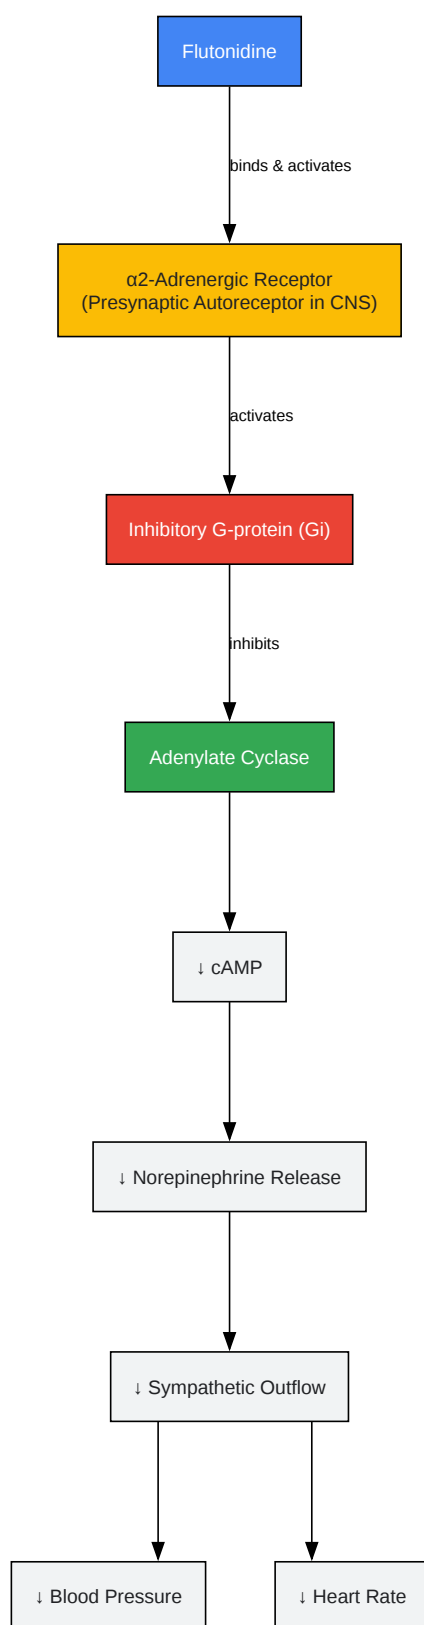 Flutonidine
binds & activates
α2-Adrenergic Receptor
(Presynaptic Autoreceptor in CNS)
activates
Inhibitory G-protein (Gi)
inhibits
Adenylate Cyclase
↓ cAMP
↓ Norepinephrine Release
↓ Sympathetic Outflow
↓ Blood Pressure
↓ Heart Rate